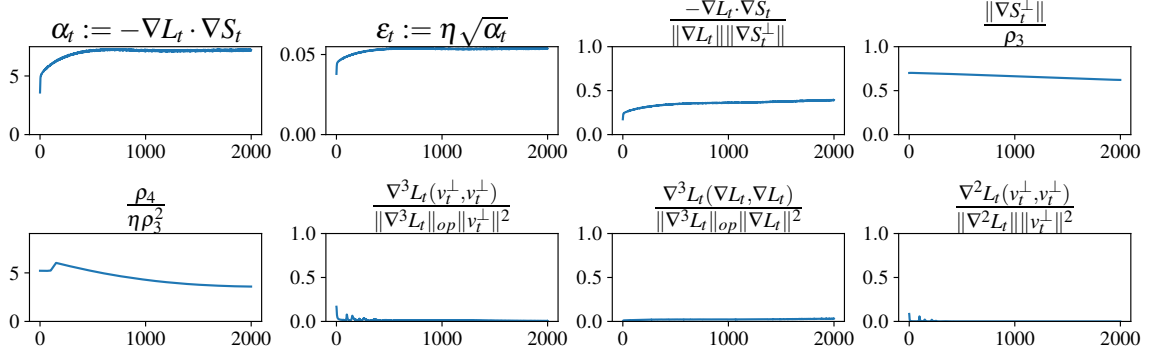 α_t := −∇L_t · ∇S_t
5
0
0 1000 2000
ε_t := η√α_t
0.05
0.00
0 1000 2000
−∇L_t · ∇S_t
‖∇L_t‖‖∇S_t^⊥‖
1.0
0.5
0.0
0 1000 2000
‖∇S_t^⊥‖
ρ_3
1.0
0.5
0.0
0 1000 2000
ρ_4
ηρ_3^2
5
0
0 1000 2000
∇^3L_t(v_t^⊥,v_t^⊥)
‖∇^3L_t‖_{op}‖v_t^⊥‖^2
1.0
0.5
0.0
0 1000 2000
∇^3L_t(∇L_t,∇L_t)
‖∇^3L_t‖_{op}‖∇L_t‖^2
1.0
0.5
0.0
0 1000 2000
∇^2L_t(v_t^⊥,v_t^⊥)
‖∇^2L_t‖‖v_t^⊥‖^2
1.0
0.5
0.0
0 1000 2000